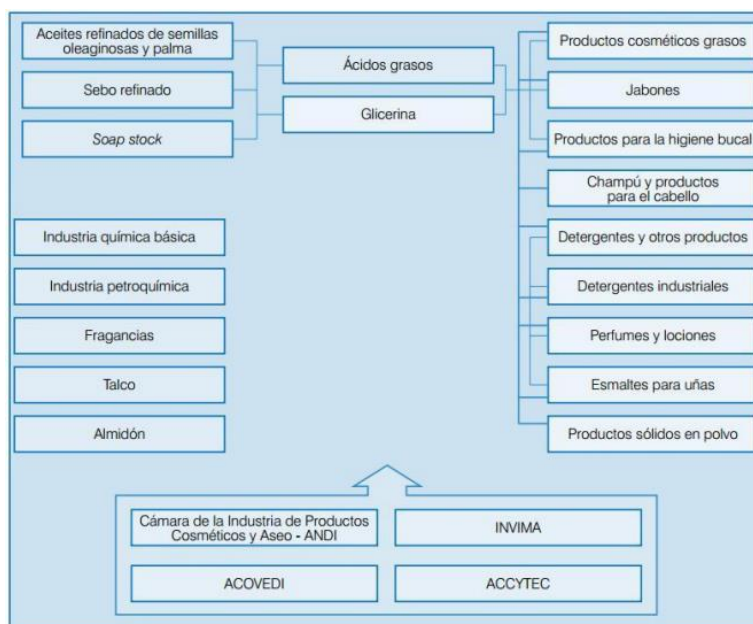 Aceites refinados de semillas
oleaginosas y palma
Sebo refinado
Soap stock
Ácidos grasos
Glicerina
Productos cosméticos grasos
Jabones
Productos para la higiene bucal
Champú y productos
para el cabello
Detergentes y otros productos
Detergentes industriales
Perfumes y lociones
Esmaltes para uñas
Productos sólidos en polvo
Industria química básica
Industria petroquímica
Fragancias
Talco
Almidón
Cámara de la Industria de Productos
Cosméticos y Aseo - ANDI
INVIMA
ACOVEDI
ACCYTEC